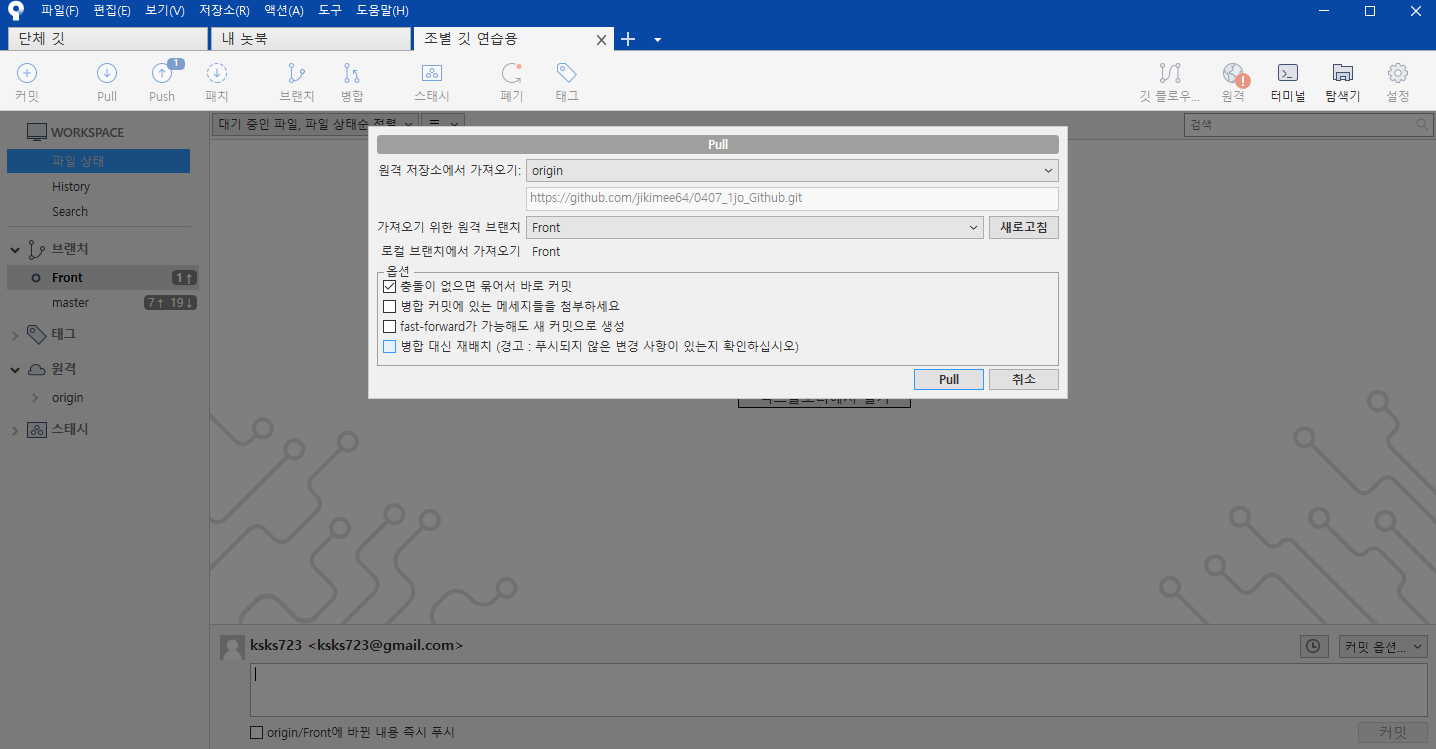 파일(F) 편집(E) 보기(V) 저장소(R) 액션(A) 도구 도움말(H)
단체 깃 내 놋북 조별 깃 연습용
1
커밋 Pull Push 패치 브랜치 병합 스태시 폐기 태그 깃 플로우... 원격 터미널 탐색기 설정
WORKSPACE
대기 중인 파일, 파일 상태순 정렬
검색
파일 상태
History
Search
브랜치
Front 1↑
master 7↑ 19↓
태그
원격
origin
스태시
Pull
원격 저장소에서 가져오기: origin
https://github.com/jikimee64/0407_1jo_Github.git
가져오기 위한 원격 브랜치 Front 새로고침
로컬 브랜치에서 가져오기 Front
옵션
충돌이 없으면 묶어서 바로 커밋
병합 커밋에 있는 메세지들을 첨부하세요
fast-forward가 가능해도 새 커밋으로 생성
병합 대신 재배치 (경고 : 푸시되지 않은 변경 사항이 있는지 확인하십시오)
Pull 취소
ksks723 <ksks723@gmail.com>
커밋 옵션...
origin/Front에 바뀐 내용 즉시 푸시
커밋